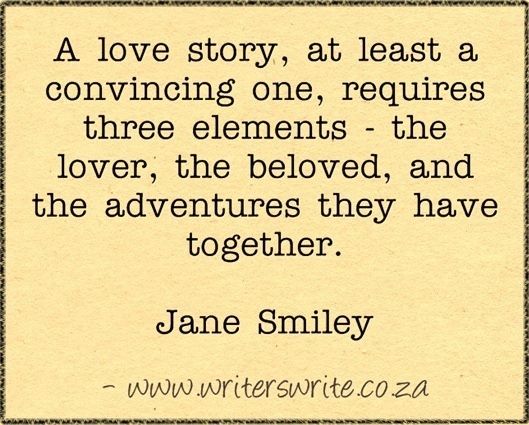 A love story, at least a
convincing one, requires
three elements - the
lover, the beloved, and
the adventures they have
together.
Jane Smiley
- www.writerswrite.co.za